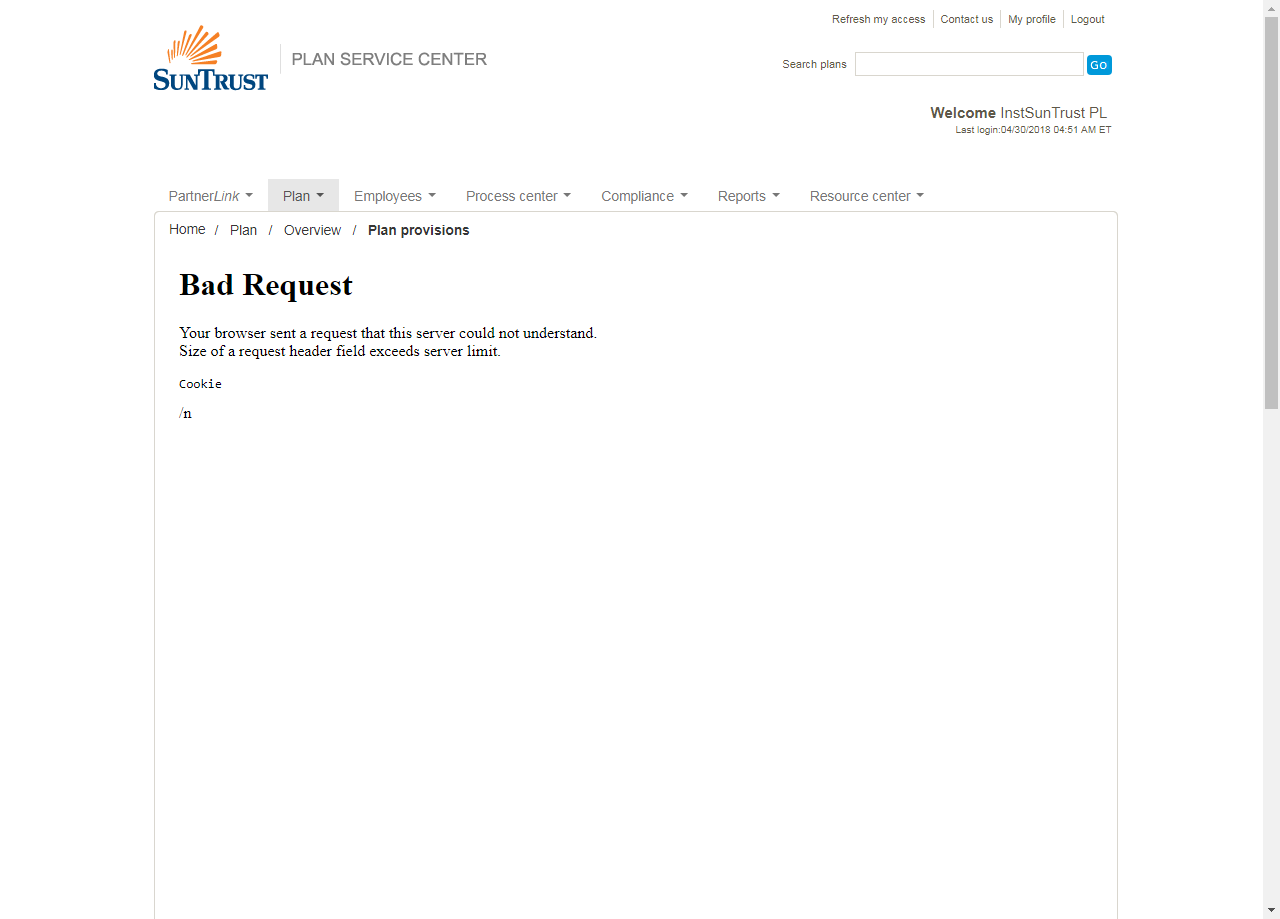 Refresh my access Contact us My profile Logout
SUNTRUST PLAN SERVICE CENTER
Search plans Go
Welcome InstSunTrust PL
Last login:04/30/2018 04:51 AM ET
PartnerLink Plan Employees Process center Compliance Reports Resource center
Home / Plan / Overview / Plan provisions
Bad Request
Your browser sent a request that this server could not understand.
Size of a request header field exceeds server limit.
Cookie
/n